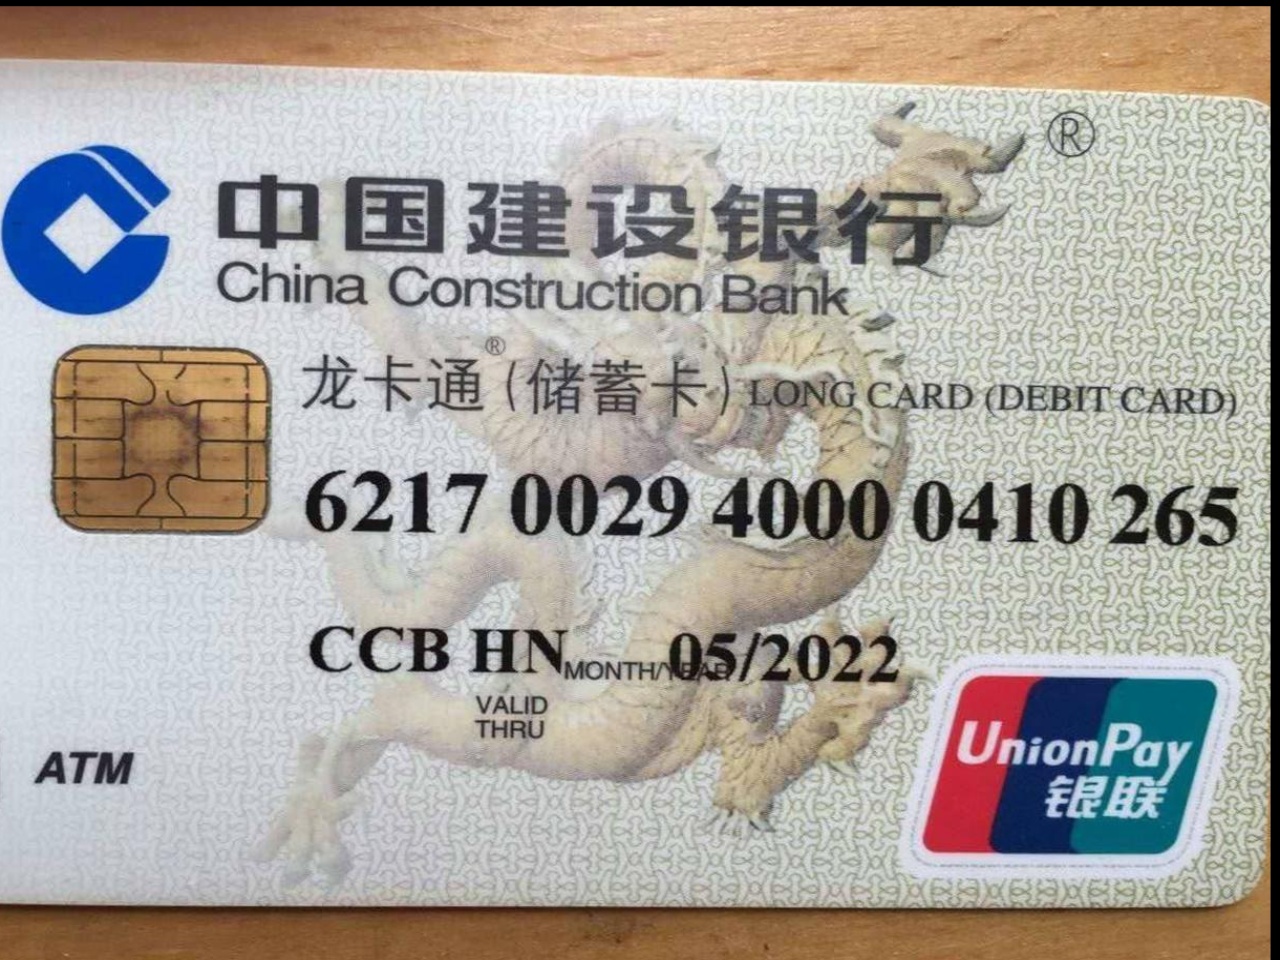 ®
中国建设银行
China Construction Bank
龙卡通®(储蓄卡) LONG CARD (DEBIT CARD)
6217 0029 4000 0410 265
CCB HN MONTH/YEAR 05/2022
VALID
THRU
ATM
UnionPay
银联